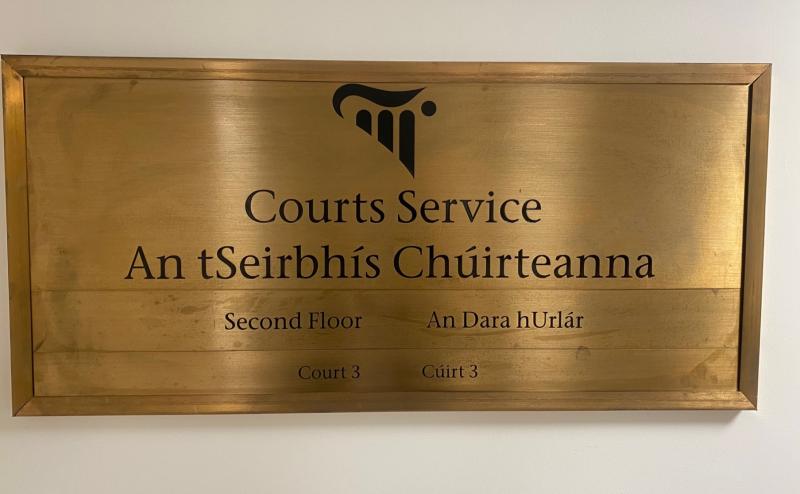 Courts Service
An tSeirbhís Chúirteanna
Second Floor An Dara hUrlár
Court 3 Cúirt 3